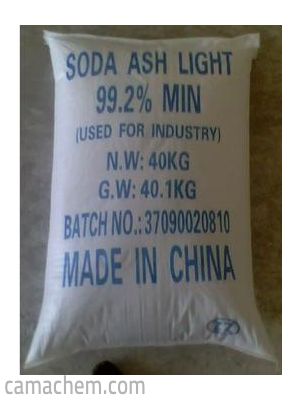 SODA ASH LIGHT
99.2% MIN
(USED FOR INDUSTRY)
N.W: 40KG
G.W: 40.1KG
BATCH NO.:37090020810
MADE IN CHINA
camachem.com